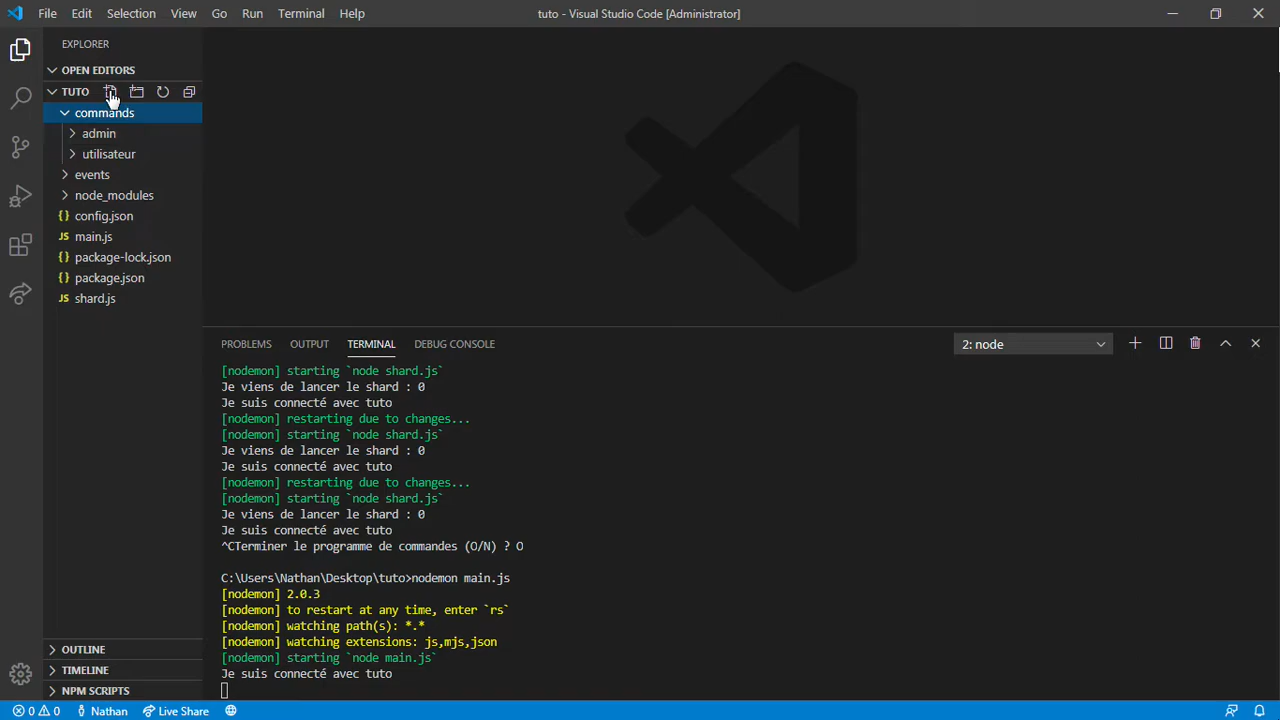 File Edit Selection View Go Run Terminal Help
tuto - Visual Studio Code [Administrator]
EXPLORER
OPEN EDITORS
TUTO
commands
admin
utilisateur
events
node_modules
{} config.json
JS main.js
{} package-lock.json
{} package.json
JS shard.js
OUTLINE
TIMELINE
NPM SCRIPTS
PROBLEMS OUTPUT TERMINAL DEBUG CONSOLE
2: node
[nodemon] starting `node shard.js`
Je viens de lancer le shard : 0
Je suis connecté avec tuto
[nodemon] restarting due to changes...
[nodemon] starting `node shard.js`
Je viens de lancer le shard : 0
Je suis connecté avec tuto
[nodemon] restarting due to changes...
[nodemon] starting `node shard.js`
Je viens de lancer le shard : 0
Je suis connecté avec tuto
^CTerminer le programme de commandes (O/N) ? O
C:\Users\Nathan\Desktop\tuto>nodemon main.js
[nodemon] 2.0.3
[nodemon] to restart at any time, enter `rs`
[nodemon] watching path(s): *.*
[nodemon] watching extensions: js,mjs,json
[nodemon] starting `node main.js`
Je suis connecté avec tuto
0 0 Nathan Live Share